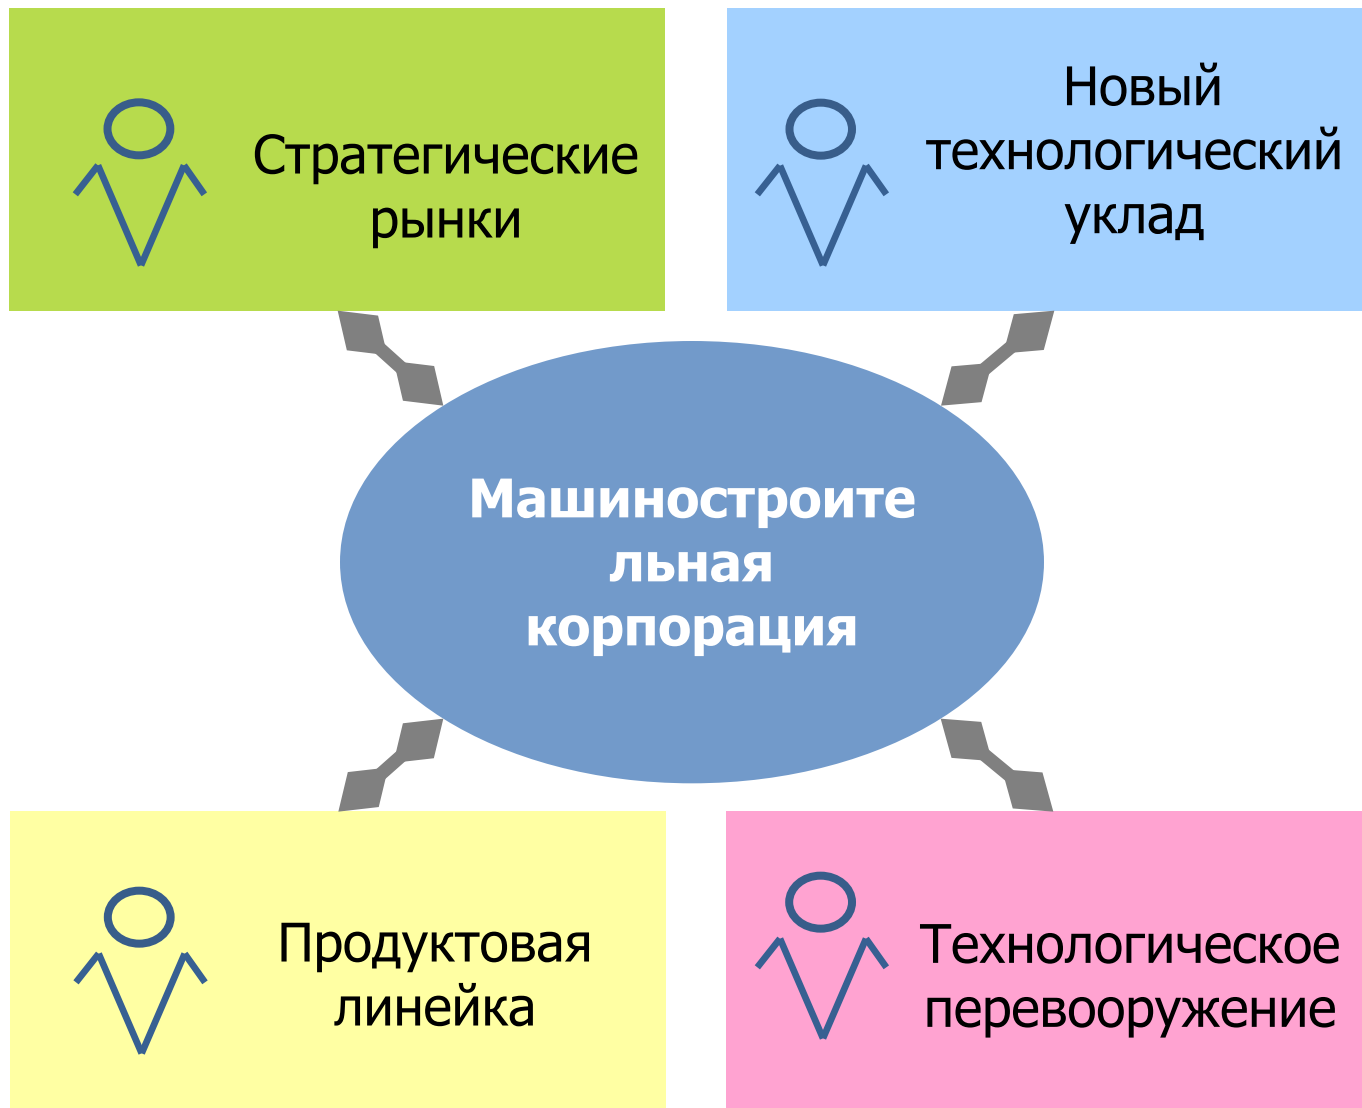 Стратегические
рынки
Новый
технологический
уклад
Машиностроите
льная
корпорация
Продуктовая
линейка
Технологическое
перевооружение